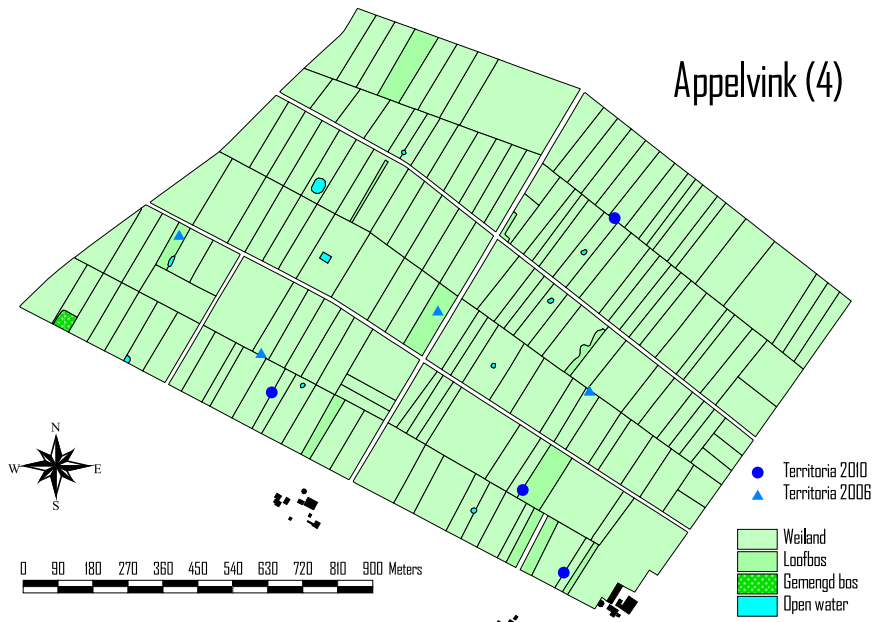 Appelvink (4)
N
W E
S
Territoria 2010
Territoria 2006
Weiland
Loofbos
Gemengd bos
Open water
0 90 180 270 360 450 540 630 720 810 900 Meters